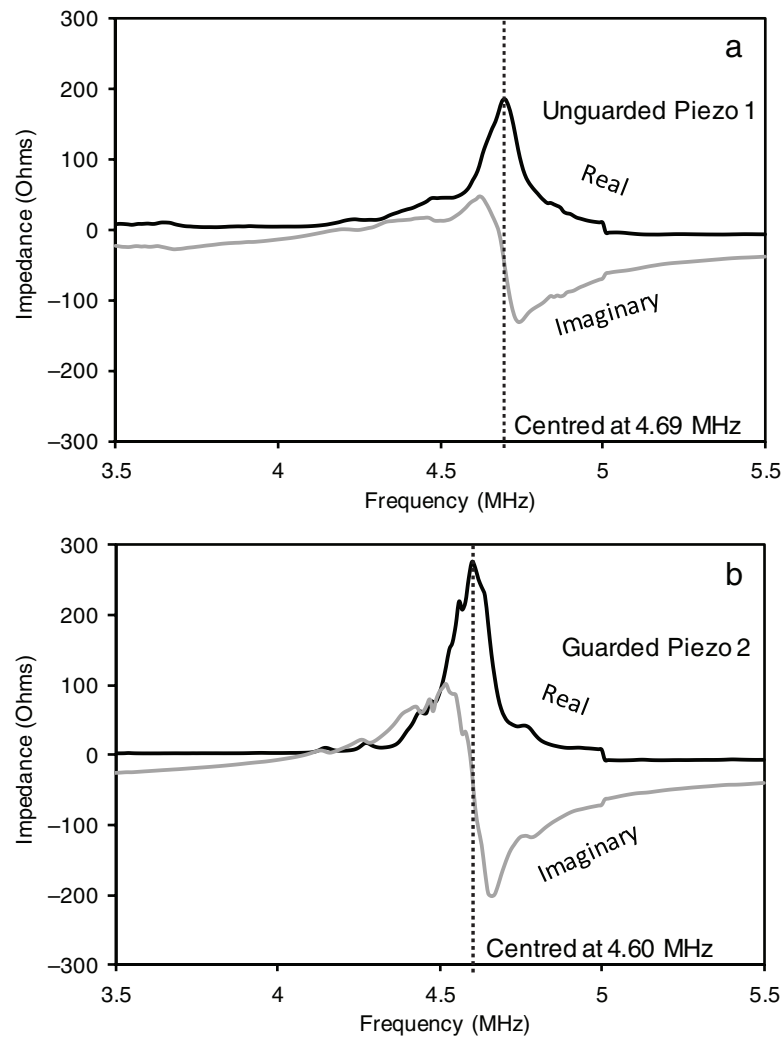 300
a
200
Unguarded Piezo 1
100
Real
0
Impedance (Ohms)
−100
Imaginary
−200
Centred at 4.69 MHz
−300
3.5 4 4.5 5 5.5
Frequency (MHz)
300
b
200
Guarded Piezo 2
100
Real
0
Impedance (Ohms)
−100
Imaginary
−200
Centred at 4.60 MHz
−300
3.5 4 4.5 5 5.5
Frequency (MHz)